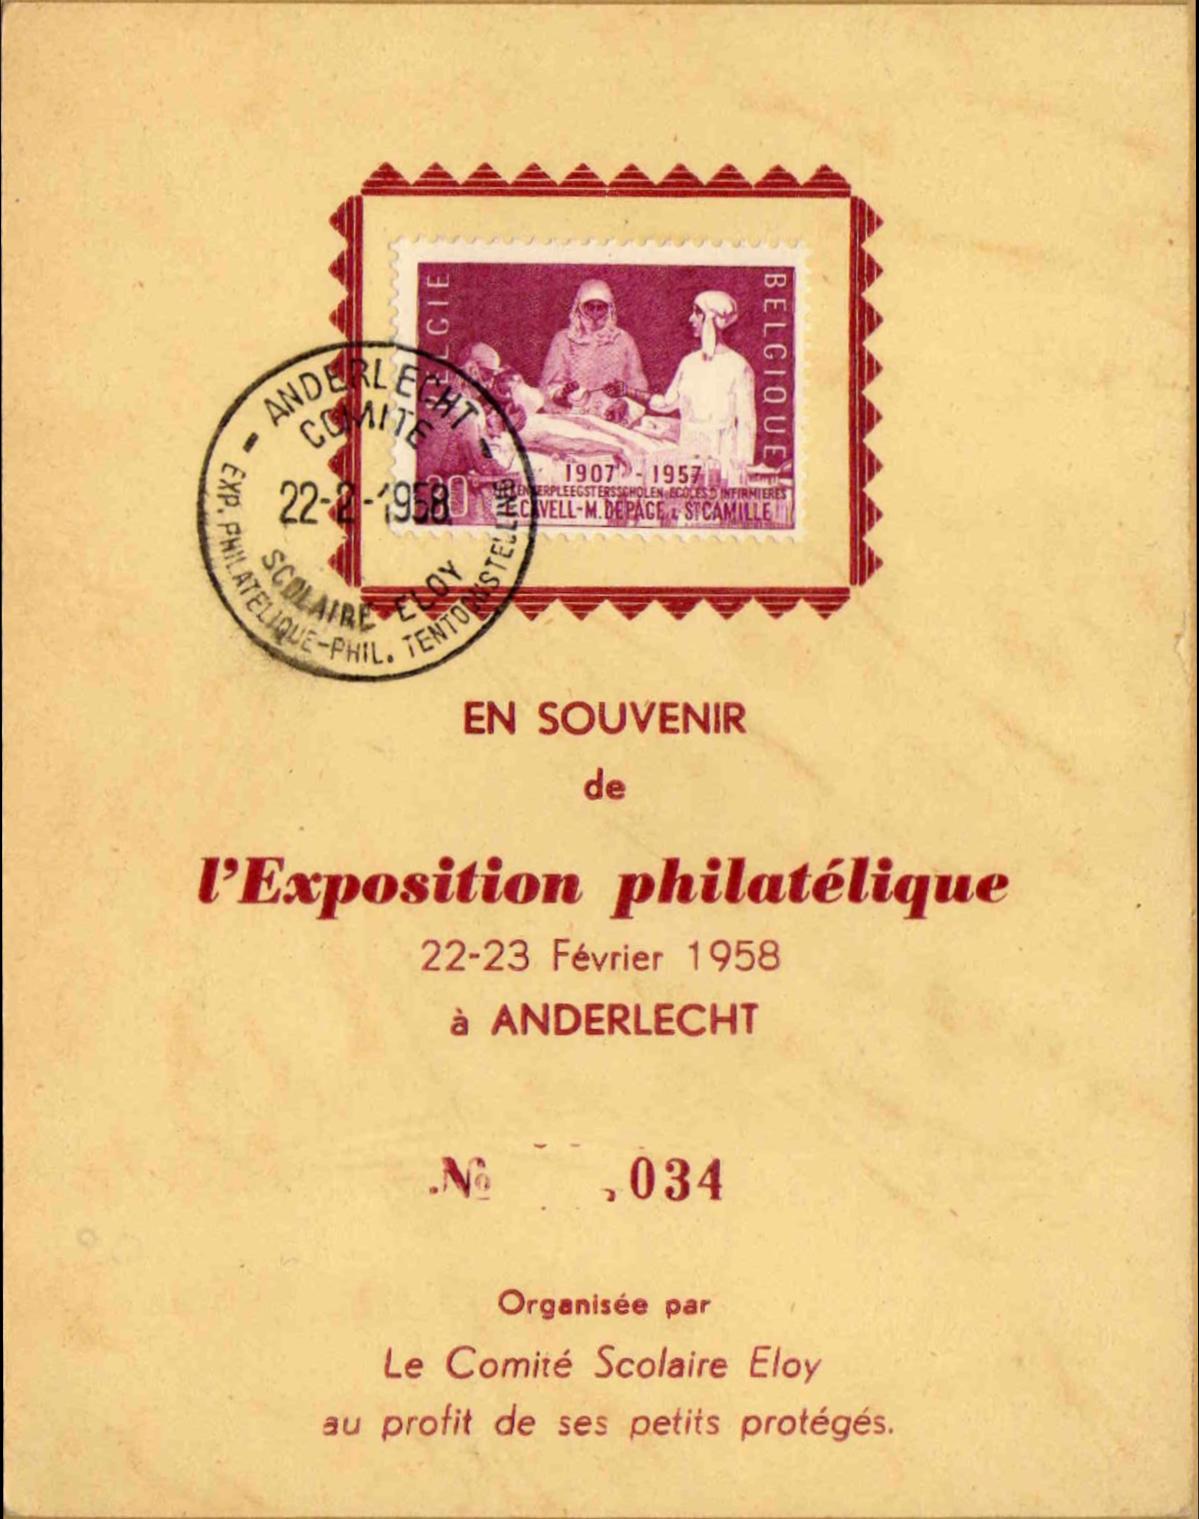 BELGIQUE
1907 - 1957
ECOLES D'INFIRMIERES
CAVELL-M. DEPAGE & ST CAMILLE
ANDERLECHT
COMITE
22-2-1958
SCOLAIRE ELOY
EXP. PHILATELIQUE-PHIL. TENTOONSTELLING
EN SOUVENIR
de
l'Exposition philatélique
22-23 Février 1958
à ANDERLECHT
No 034
Organisée par
Le Comité Scolaire Eloy
au profit de ses petits protégés.